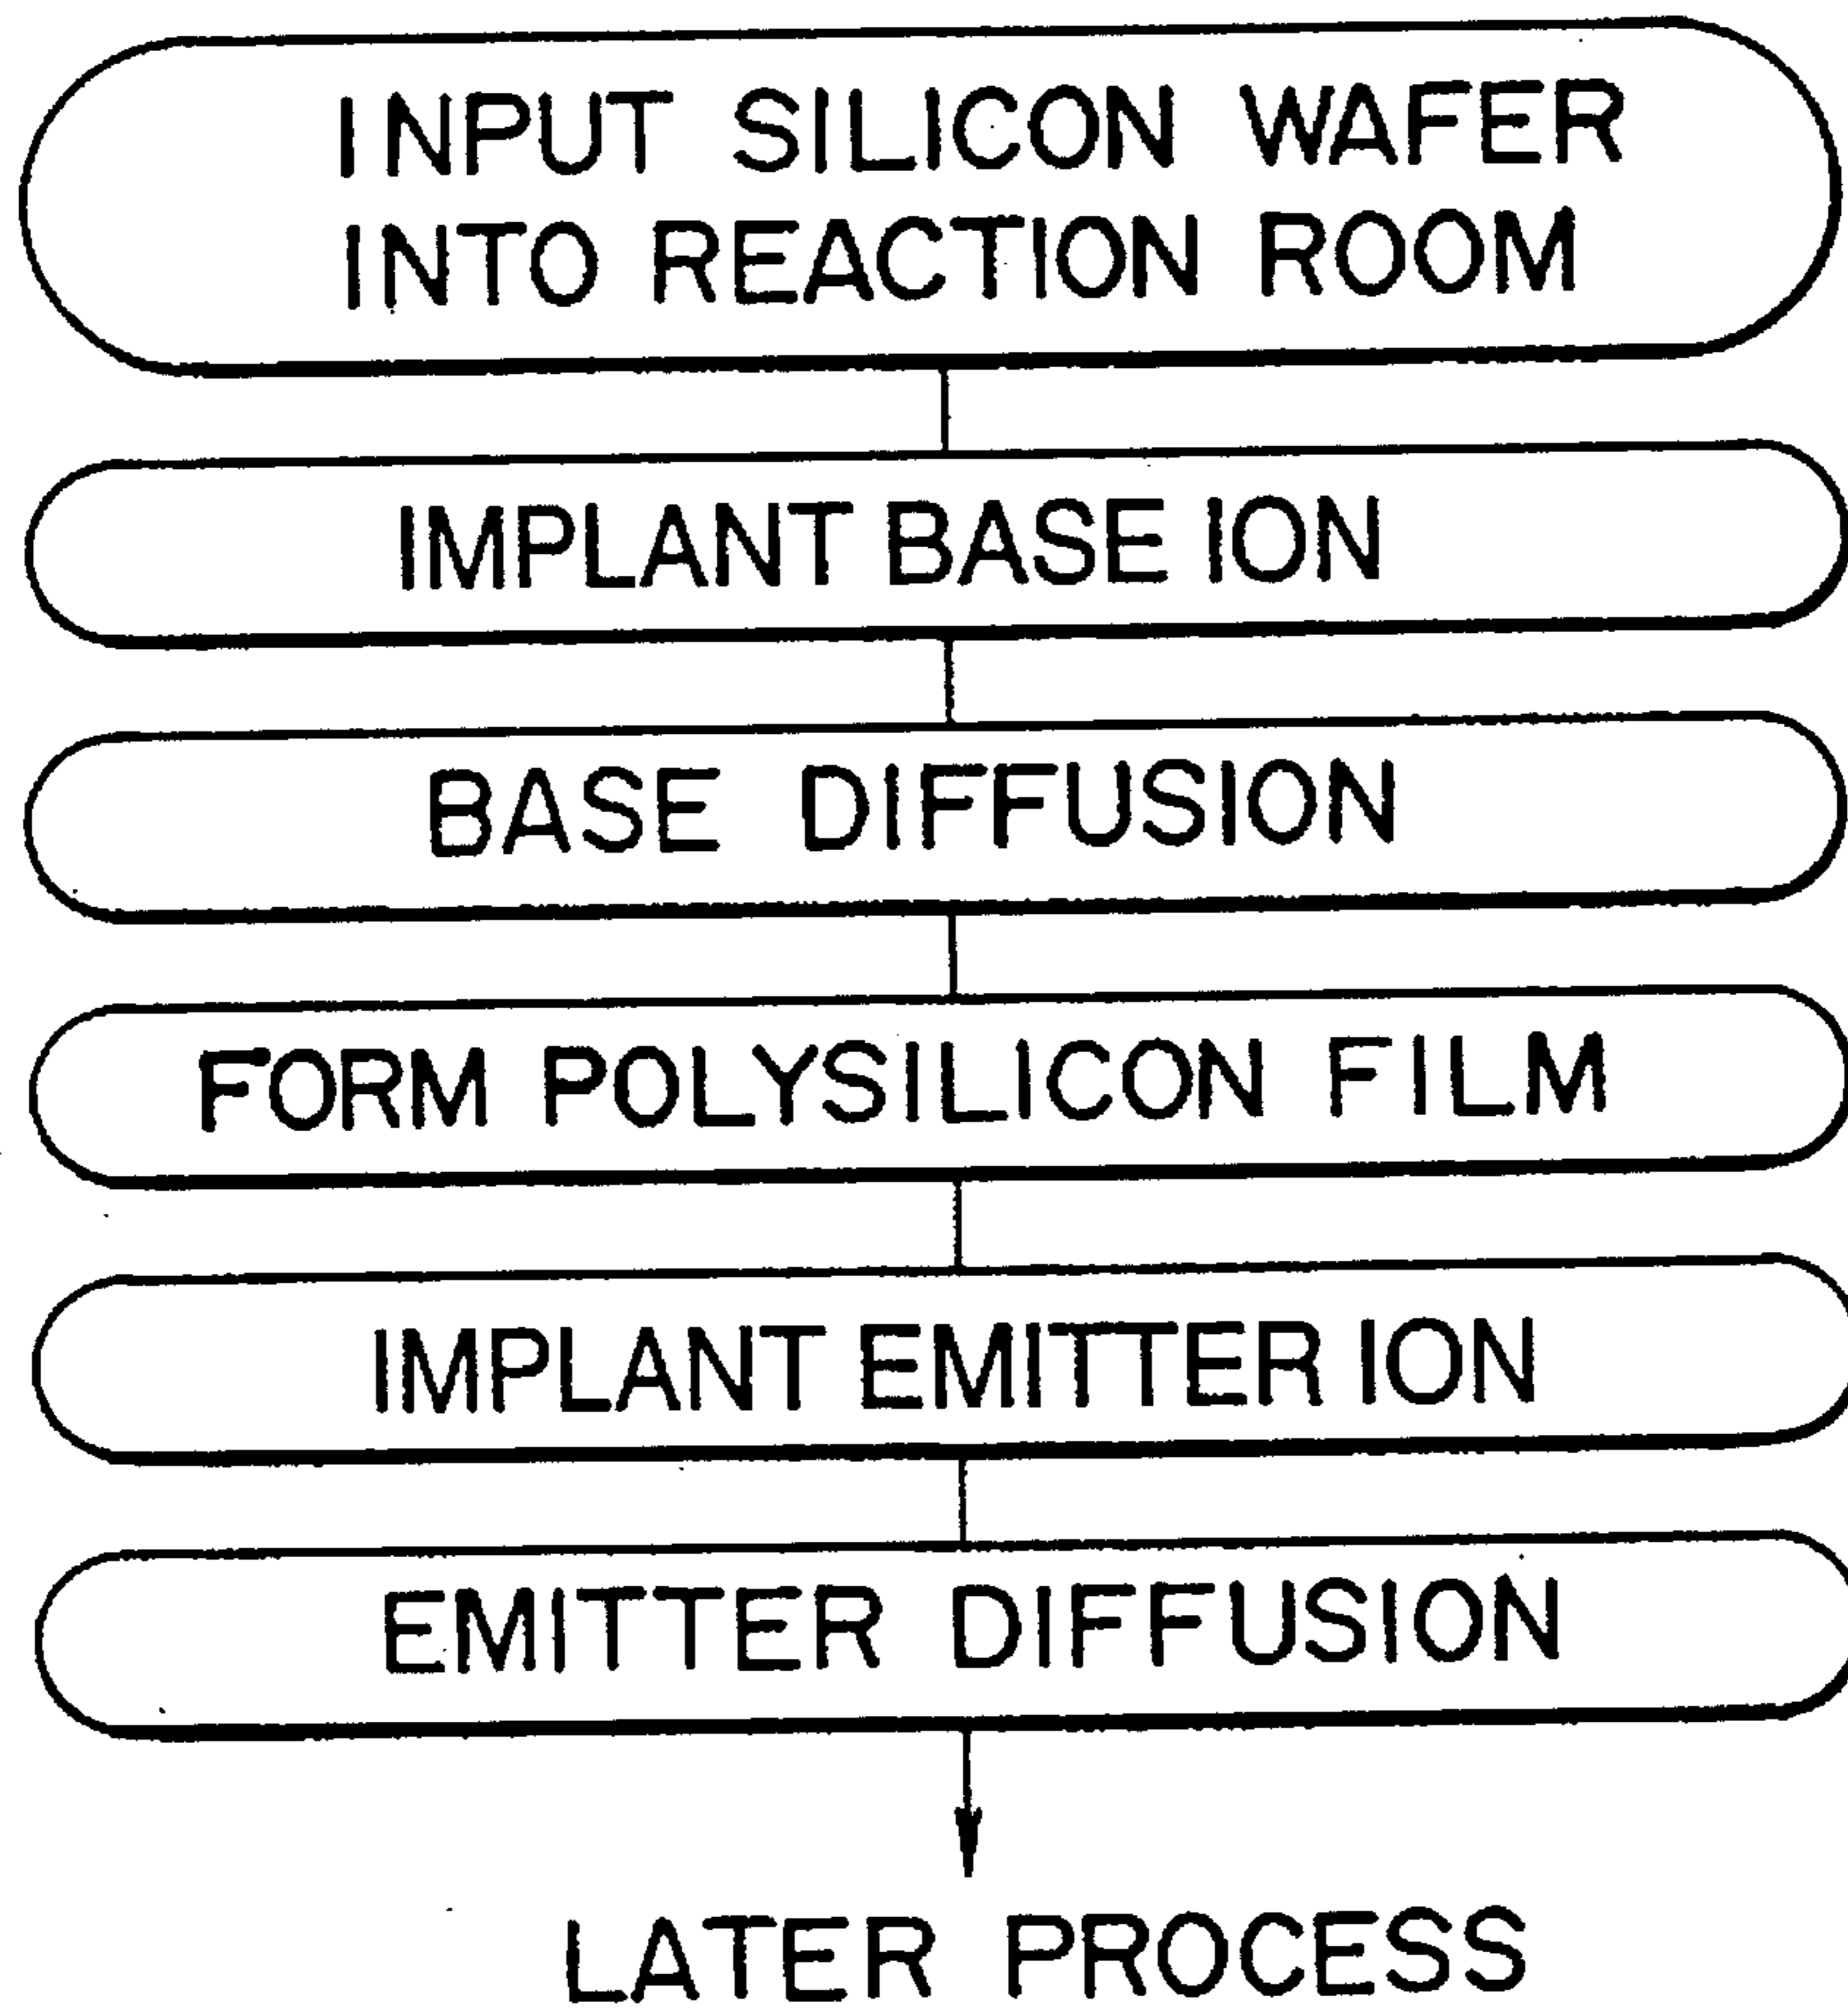 INPUT SILICON WAFER
INTO REACTION ROOM
IMPLANT BASE ION
BASE DIFFUSION
FORM POLYSILICON FILM
IMPLANT EMITTER ION
EMITTER DIFFUSION
LATER PROCESS